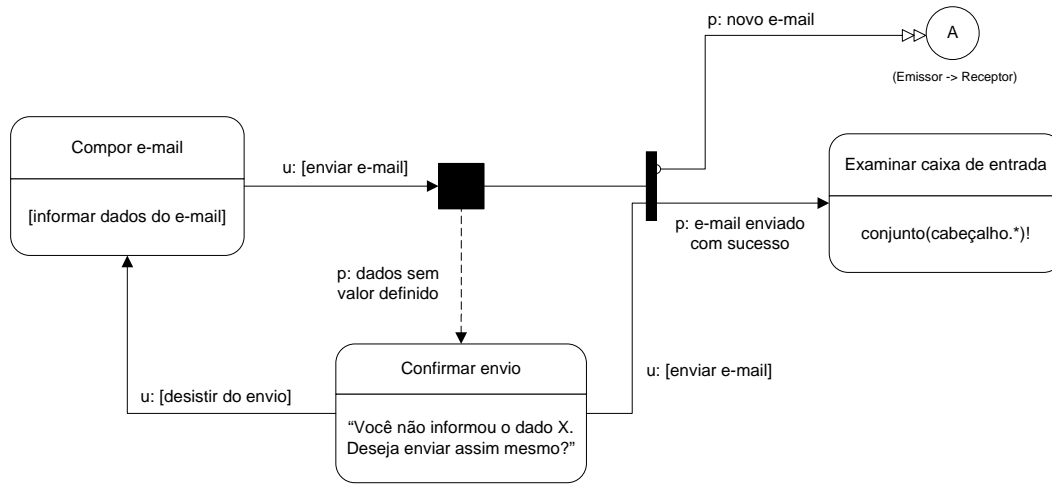 p: novo e-mail
A
(Emissor -> Receptor)
Compor e-mail
[informar dados do e-mail]
u: [enviar e-mail]
Examinar caixa de entrada
conjunto(cabeçalho.*)!
p: e-mail enviado
com sucesso
p: dados sem
valor definido
Confirmar envio
“Você não informou o dado X.
Deseja enviar assim mesmo?”
u: [enviar e-mail]
u: [desistir do envio]